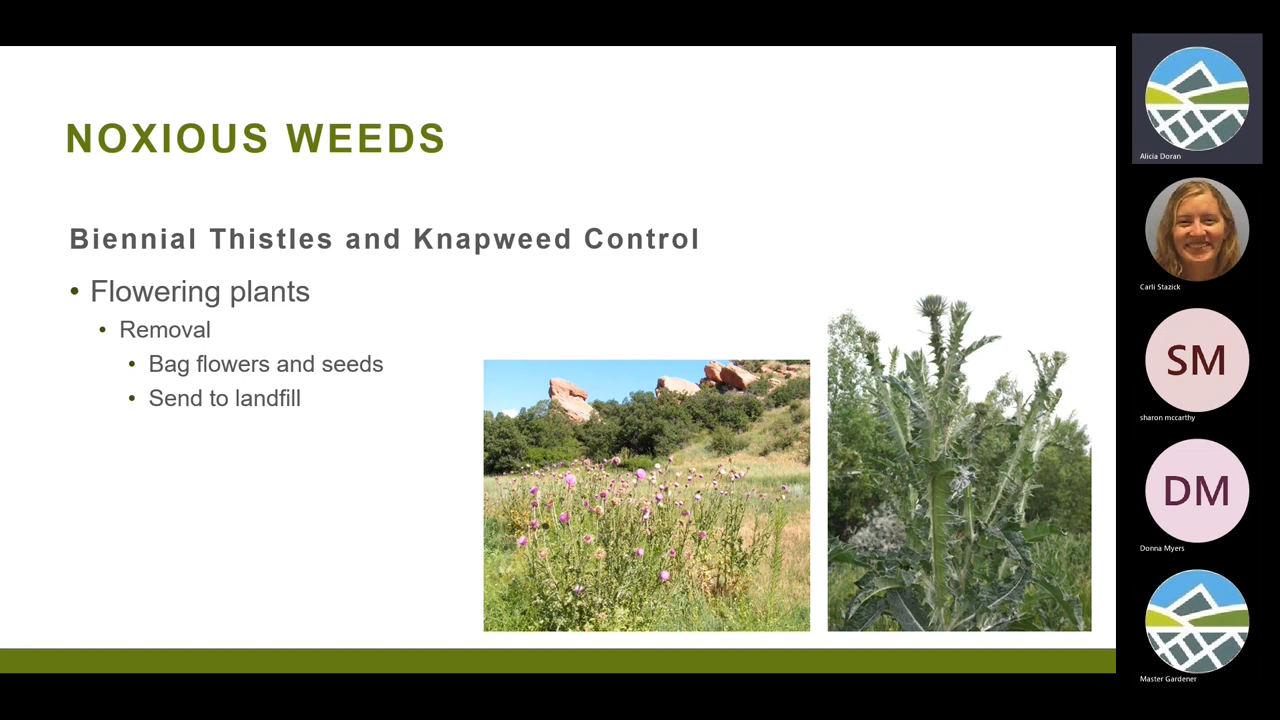 NOXIOUS WEEDS
Biennial Thistles and Knapweed Control
• Flowering plants
• Removal
• Bag flowers and seeds
• Send to landfill
Alicia Doran
Carli Stazick
SM
sharon mccarthy
DM
Donna Myers
Master Gardener